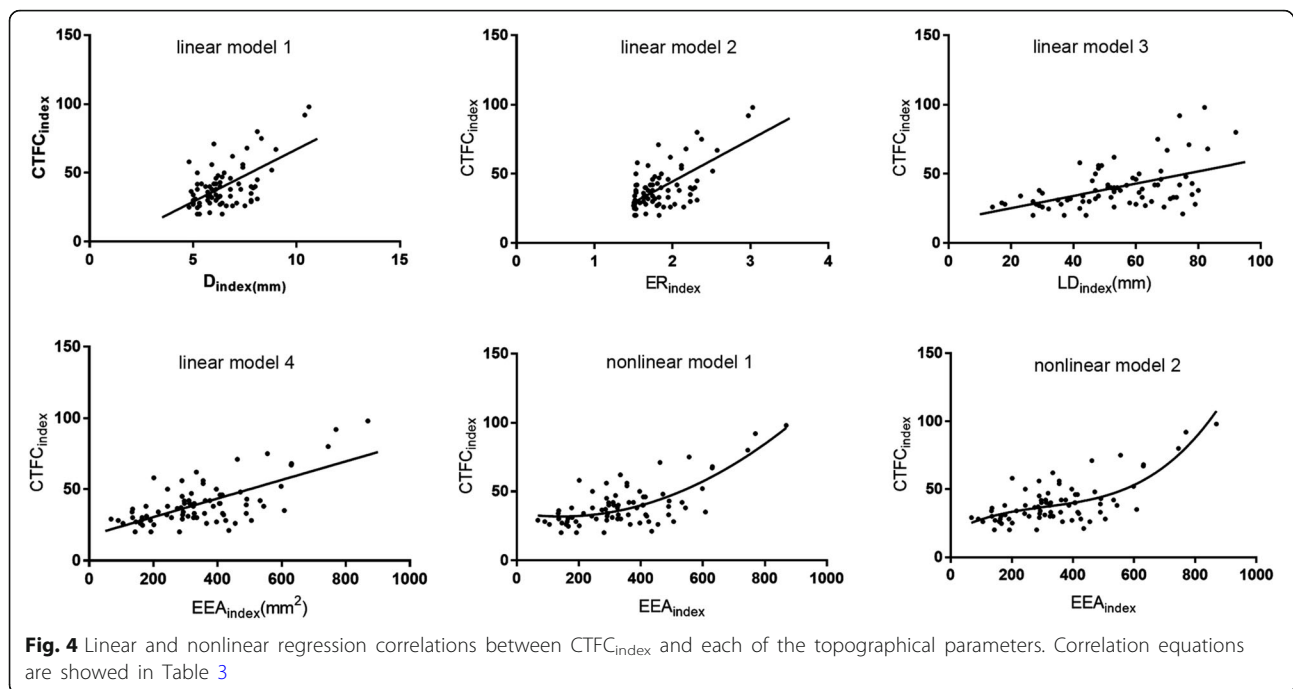 linear model 1
150
100
50
0
CTFCindex
0
5
10
15
Dindex(mm)
linear model 2
150
100
50
0
CTFCindex
0
1
2
3
4
ERindex
linear model 3
150
100
50
0
CTFCindex
0
20
40
60
80
100
LDindex(mm)
linear model 4
150
100
50
0
CTFCindex
0
200
400
600
800
1000
EEAindex(mm²)
nonlinear model 1
150
100
50
0
CTFCindex
0
200
400
600
800
1000
EEAindex
nonlinear model 2
150
100
50
0
CTFCindex
0
200
400
600
800
1000
EEAindex
Fig. 4 Linear and nonlinear regression correlations between CTFCindex and each of the topographical parameters. Correlation equations
are showed in Table 3